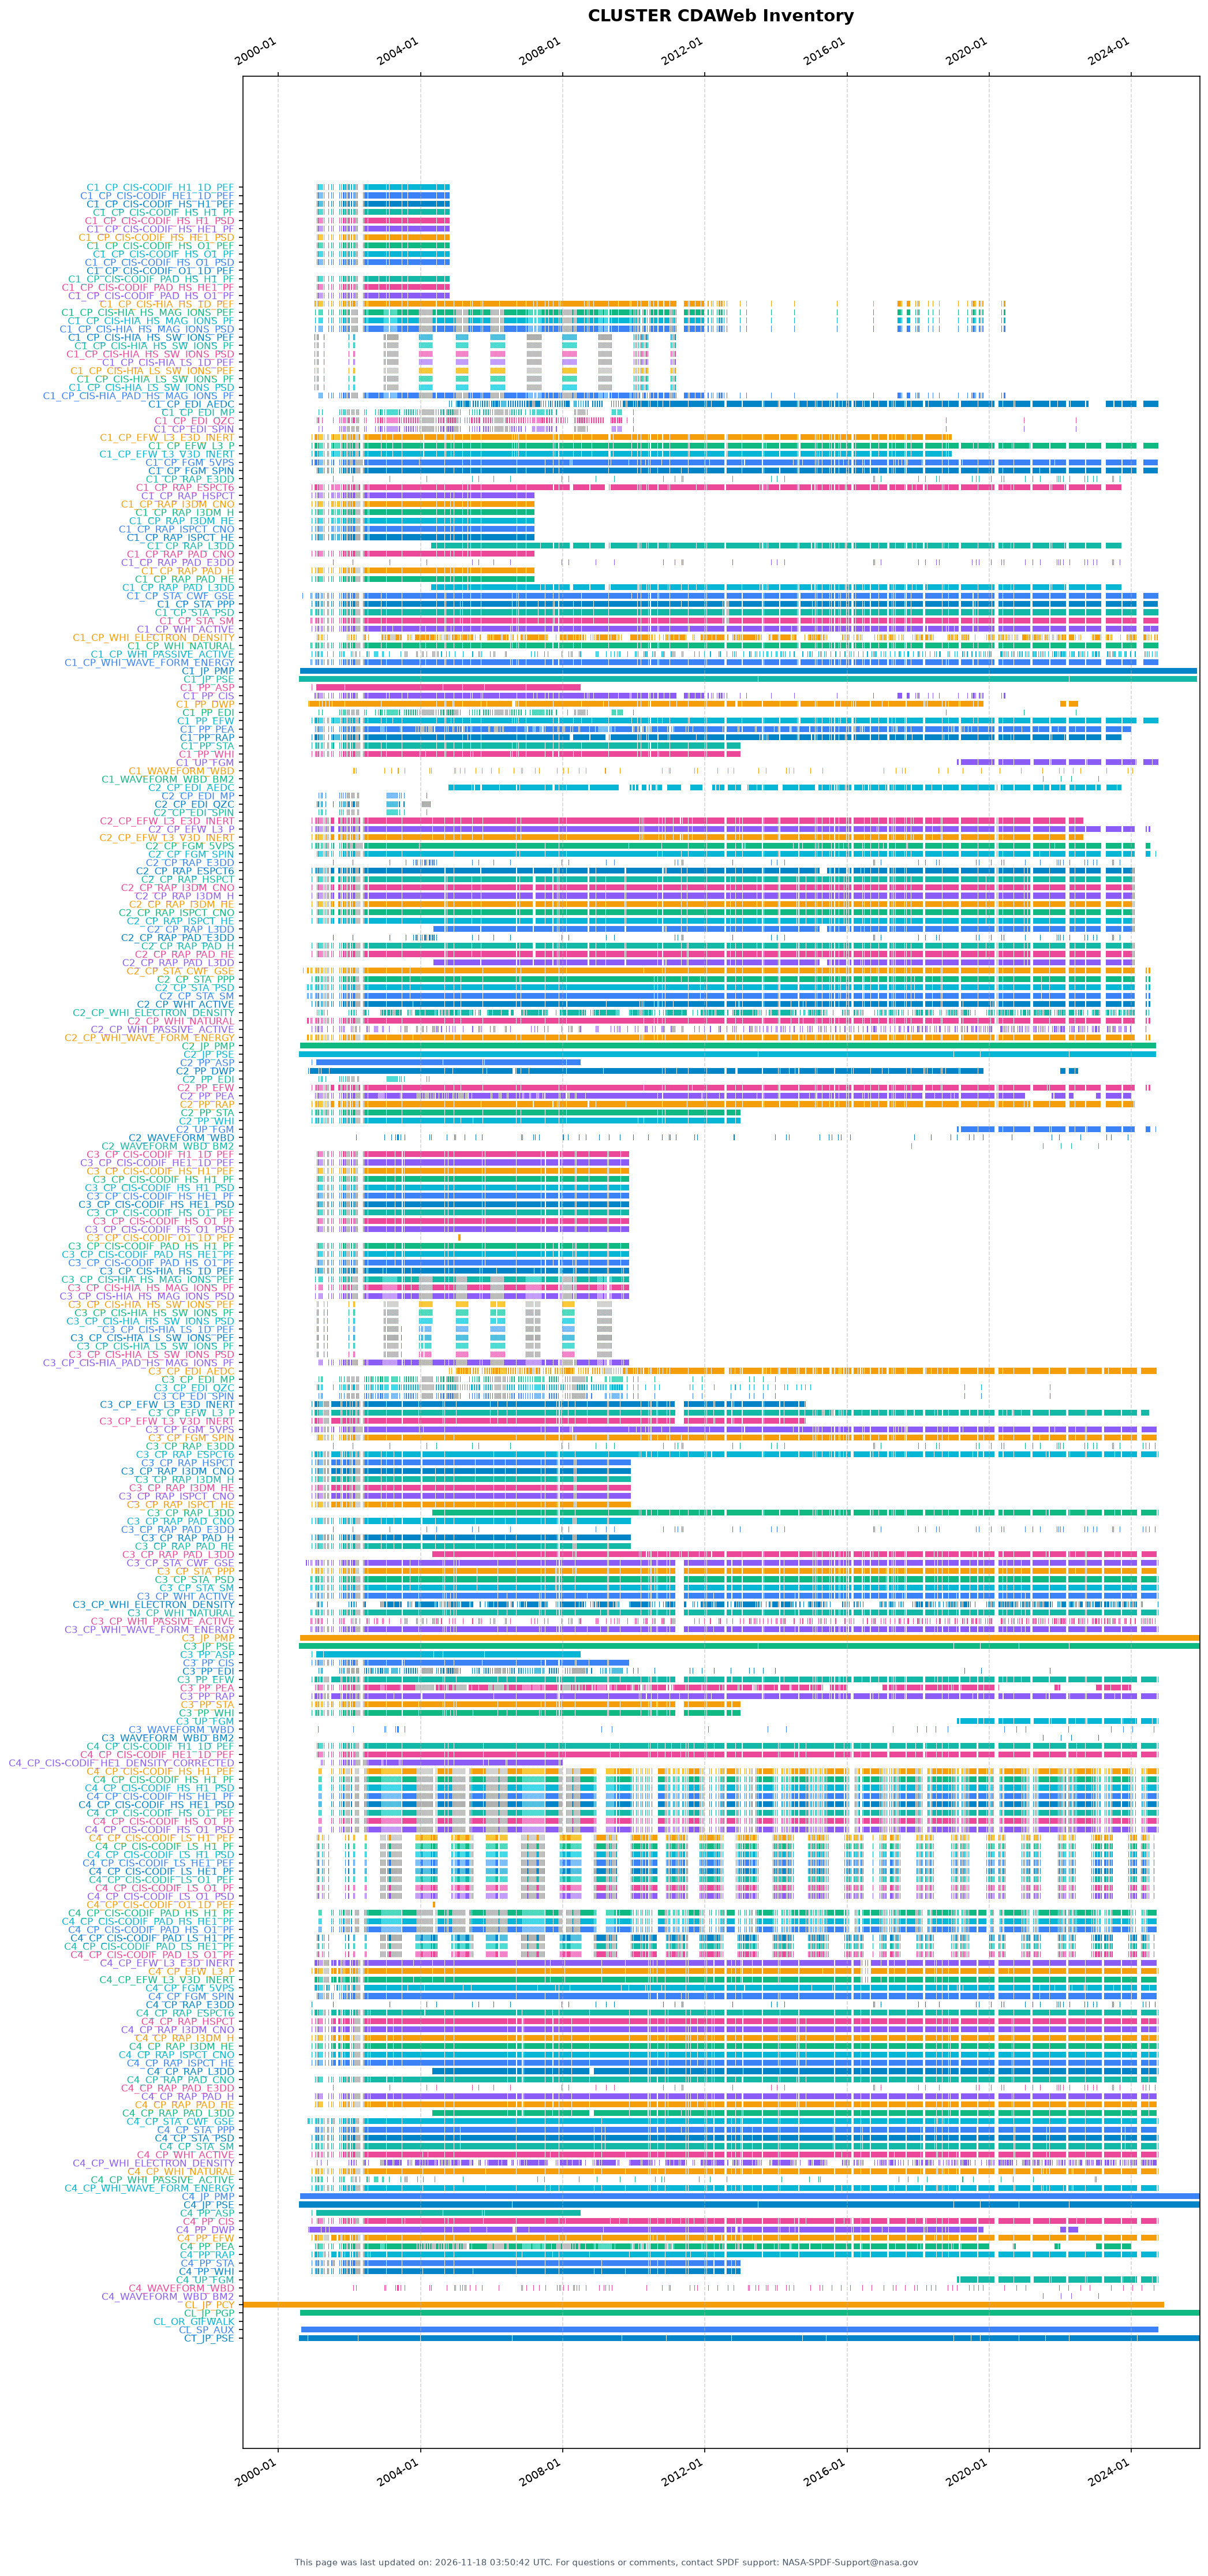 CLUSTER CDAWeb Inventory
2000-01 2004-01 2008-01 2012-01 2016-01 2020-01 2024-01
C1_CP_CIS-CODIF_H1_1D_PEF
C1_CP_CIS-CODIF_HE1_1D_PEF
C1_CP_CIS-CODIF_HS_H1_PEF
C1_CP_CIS-CODIF_HS_H1_PF
C1_CP_CIS-CODIF_HS_H1_PSD
C1_CP_CIS-CODIF_HS_HE1_PF
C1_CP_CIS-CODIF_HS_HE1_PSD
C1_CP_CIS-CODIF_HS_O1_PEF
C1_CP_CIS-CODIF_HS_O1_PF
C1_CP_CIS-CODIF_HS_O1_PSD
C1_CP_CIS-CODIF_O1_1D_PEF
C1_CP_CIS-CODIF_PAD_HS_H1_PF
C1_CP_CIS-CODIF_PAD_HS_HE1_PF
C1_CP_CIS-CODIF_PAD_HS_O1_PF
C1_CP_CIS-HIA_HS_1D_PEF
C1_CP_CIS-HIA_HS_MAG_IONS_PEF
C1_CP_CIS-HIA_HS_MAG_IONS_PF
C1_CP_CIS-HIA_HS_MAG_IONS_PSD
C1_CP_CIS-HIA_HS_SW_IONS_PEF
C1_CP_CIS-HIA_HS_SW_IONS_PF
C1_CP_CIS-HIA_HS_SW_IONS_PSD
C1_CP_CIS-HIA_LS_1D_PEF
C1_CP_CIS-HIA_LS_SW_IONS_PEF
C1_CP_CIS-HIA_LS_SW_IONS_PF
C1_CP_CIS-HIA_LS_SW_IONS_PSD
C1_CP_CIS-HIA_PAD_HS_MAG_IONS_PF
C1_CP_EDI_AEDC
C1_CP_EDI_MP
C1_CP_EDI_QZC
C1_CP_EDI_SPIN
C1_CP_EFW_L3_E3D_INERT
C1_CP_EFW_L3_P
C1_CP_EFW_L3_V3D_INERT
C1_CP_FGM_5VPS
C1_CP_FGM_SPIN
C1_CP_RAP_E3DD
C1_CP_RAP_ESPCT6
C1_CP_RAP_HSPCT
C1_CP_RAP_I3DM_CNO
C1_CP_RAP_I3DM_H
C1_CP_RAP_I3DM_HE
C1_CP_RAP_ISPCT_CNO
C1_CP_RAP_ISPCT_HE
C1_CP_RAP_L3DD
C1_CP_RAP_PAD_CNO
C1_CP_RAP_PAD_E3DD
C1_CP_RAP_PAD_H
C1_CP_RAP_PAD_HE
C1_CP_RAP_PAD_L3DD
C1_CP_STA_CWF_GSE
C1_CP_STA_PPP
C1_CP_STA_PSD
C1_CP_STA_SM
C1_CP_WHI_ACTIVE
C1_CP_WHI_ELECTRON_DENSITY
C1_CP_WHI_NATURAL
C1_CP_WHI_PASSIVE_ACTIVE
C1_CP_WHI_WAVE_FORM_ENERGY
C1_JP_PMP
C1_JP_PSE
C1_PP_ASP
C1_PP_CIS
C1_PP_DWP
C1_PP_EDI
C1_PP_EFW
C1_PP_PEA
C1_PP_RAP
C1_PP_STA
C1_PP_WHI
C1_UP_FGM
C1_WAVEFORM_WBD
C1_WAVEFORM_WBD_BM2
C2_CP_EDI_AEDC
C2_CP_EDI_MP
C2_CP_EDI_QZC
C2_CP_EDI_SPIN
C2_CP_EFW_L3_E3D_INERT
C2_CP_EFW_L3_P
C2_CP_EFW_L3_V3D_INERT
C2_CP_FGM_5VPS
C2_CP_FGM_SPIN
C2_CP_RAP_E3DD
C2_CP_RAP_ESPCT6
C2_CP_RAP_HSPCT
C2_CP_RAP_I3DM_CNO
C2_CP_RAP_I3DM_H
C2_CP_RAP_I3DM_HE
C2_CP_RAP_ISPCT_CNO
C2_CP_RAP_ISPCT_HE
C2_CP_RAP_L3DD
C2_CP_RAP_PAD_E3DD
C2_CP_RAP_PAD_H
C2_CP_RAP_PAD_HE
C2_CP_RAP_PAD_L3DD
C2_CP_STA_CWF_GSE
C2_CP_STA_PPP
C2_CP_STA_PSD
C2_CP_STA_SM
C2_CP_WHI_ACTIVE
C2_CP_WHI_ELECTRON_DENSITY
C2_CP_WHI_NATURAL
C2_CP_WHI_PASSIVE_ACTIVE
C2_CP_WHI_WAVE_FORM_ENERGY
C2_JP_PMP
C2_JP_PSE
C2_PP_ASP
C2_PP_DWP
C2_PP_EDI
C2_PP_EFW
C2_PP_PEA
C2_PP_RAP
C2_PP_STA
C2_PP_WHI
C2_UP_FGM
C2_WAVEFORM_WBD
C2_WAVEFORM_WBD_BM2
C3_CP_CIS-CODIF_H1_1D_PEF
C3_CP_CIS-CODIF_HE1_1D_PEF
C3_CP_CIS-CODIF_HS_H1_PEF
C3_CP_CIS-CODIF_HS_H1_PF
C3_CP_CIS-CODIF_HS_H1_PSD
C3_CP_CIS-CODIF_HS_HE1_PF
C3_CP_CIS-CODIF_HS_HE1_PSD
C3_CP_CIS-CODIF_HS_O1_PEF
C3_CP_CIS-CODIF_HS_O1_PF
C3_CP_CIS-CODIF_HS_O1_PSD
C3_CP_CIS-CODIF_O1_1D_PEF
C3_CP_CIS-CODIF_PAD_HS_H1_PF
C3_CP_CIS-CODIF_PAD_HS_HE1_PF
C3_CP_CIS-CODIF_PAD_HS_O1_PF
C3_CP_CIS-HIA_HS_1D_PEF
C3_CP_CIS-HIA_HS_MAG_IONS_PEF
C3_CP_CIS-HIA_HS_MAG_IONS_PF
C3_CP_CIS-HIA_HS_MAG_IONS_PSD
C3_CP_CIS-HIA_HS_SW_IONS_PEF
C3_CP_CIS-HIA_HS_SW_IONS_PF
C3_CP_CIS-HIA_HS_SW_IONS_PSD
C3_CP_CIS-HIA_LS_1D_PEF
C3_CP_CIS-HIA_LS_SW_IONS_PEF
C3_CP_CIS-HIA_LS_SW_IONS_PF
C3_CP_CIS-HIA_LS_SW_IONS_PSD
C3_CP_CIS-HIA_PAD_HS_MAG_IONS_PF
C3_CP_EDI_AEDC
C3_CP_EDI_MP
C3_CP_EDI_QZC
C3_CP_EDI_SPIN
C3_CP_EFW_L3_E3D_INERT
C3_CP_EFW_L3_P
C3_CP_EFW_L3_V3D_INERT
C3_CP_FGM_5VPS
C3_CP_FGM_SPIN
C3_CP_RAP_E3DD
C3_CP_RAP_ESPCT6
C3_CP_RAP_HSPCT
C3_CP_RAP_I3DM_CNO
C3_CP_RAP_I3DM_H
C3_CP_RAP_I3DM_HE
C3_CP_RAP_ISPCT_CNO
C3_CP_RAP_ISPCT_HE
C3_CP_RAP_L3DD
C3_CP_RAP_PAD_CNO
C3_CP_RAP_PAD_E3DD
C3_CP_RAP_PAD_H
C3_CP_RAP_PAD_HE
C3_CP_RAP_PAD_L3DD
C3_CP_STA_CWF_GSE
C3_CP_STA_PPP
C3_CP_STA_PSD
C3_CP_STA_SM
C3_CP_WHI_ACTIVE
C3_CP_WHI_ELECTRON_DENSITY
C3_CP_WHI_NATURAL
C3_CP_WHI_PASSIVE_ACTIVE
C3_CP_WHI_WAVE_FORM_ENERGY
C3_JP_PMP
C3_JP_PSE
C3_PP_ASP
C3_PP_CIS
C3_PP_EDI
C3_PP_EFW
C3_PP_PEA
C3_PP_RAP
C3_PP_STA
C3_PP_WHI
C3_UP_FGM
C3_WAVEFORM_WBD
C3_WAVEFORM_WBD_BM2
C4_CP_CIS-CODIF_H1_1D_PEF
C4_CP_CIS-CODIF_HE1_1D_PEF
C4_CP_CIS-CODIF_HE1_DENSITY_CORRECTED
C4_CP_CIS-CODIF_HS_H1_PEF
C4_CP_CIS-CODIF_HS_H1_PF
C4_CP_CIS-CODIF_HS_H1_PSD
C4_CP_CIS-CODIF_HS_HE1_PF
C4_CP_CIS-CODIF_HS_HE1_PSD
C4_CP_CIS-CODIF_HS_O1_PEF
C4_CP_CIS-CODIF_HS_O1_PF
C4_CP_CIS-CODIF_HS_O1_PSD
C4_CP_CIS-CODIF_LS_H1_PEF
C4_CP_CIS-CODIF_LS_H1_PF
C4_CP_CIS-CODIF_LS_H1_PSD
C4_CP_CIS-CODIF_LS_HE1_PEF
C4_CP_CIS-CODIF_LS_HE1_PF
C4_CP_CIS-CODIF_LS_O1_PEF
C4_CP_CIS-CODIF_LS_O1_PF
C4_CP_CIS-CODIF_LS_O1_PSD
C4_CP_CIS-CODIF_O1_1D_PEF
C4_CP_CIS-CODIF_PAD_HS_H1_PF
C4_CP_CIS-CODIF_PAD_HS_HE1_PF
C4_CP_CIS-CODIF_PAD_HS_O1_PF
C4_CP_CIS-CODIF_PAD_LS_H1_PF
C4_CP_CIS-CODIF_PAD_LS_HE1_PF
C4_CP_CIS-CODIF_PAD_LS_O1_PF
C4_CP_EFW_L3_E3D_INERT
C4_CP_EFW_L3_P
C4_CP_EFW_L3_V3D_INERT
C4_CP_FGM_5VPS
C4_CP_FGM_SPIN
C4_CP_RAP_E3DD
C4_CP_RAP_ESPCT6
C4_CP_RAP_HSPCT
C4_CP_RAP_I3DM_CNO
C4_CP_RAP_I3DM_H
C4_CP_RAP_I3DM_HE
C4_CP_RAP_ISPCT_CNO
C4_CP_RAP_ISPCT_HE
C4_CP_RAP_L3DD
C4_CP_RAP_PAD_CNO
C4_CP_RAP_PAD_E3DD
C4_CP_RAP_PAD_H
C4_CP_RAP_PAD_HE
C4_CP_RAP_PAD_L3DD
C4_CP_STA_CWF_GSE
C4_CP_STA_PPP
C4_CP_STA_PSD
C4_CP_STA_SM
C4_CP_WHI_ACTIVE
C4_CP_WHI_ELECTRON_DENSITY
C4_CP_WHI_NATURAL
C4_CP_WHI_PASSIVE_ACTIVE
C4_CP_WHI_WAVE_FORM_ENERGY
C4_JP_PMP
C4_JP_PSE
C4_PP_ASP
C4_PP_CIS
C4_PP_DWP
C4_PP_EFW
C4_PP_PEA
C4_PP_RAP
C4_PP_STA
C4_PP_WHI
C4_UP_FGM
C4_WAVEFORM_WBD
C4_WAVEFORM_WBD_BM2
CL_JP_PCY
CL_JP_PGP
CL_OR_GIFWALK
CL_SP_AUX
CT_JP_PSE
2000-01 2004-01 2008-01 2012-01 2016-01 2020-01 2024-01
This page was last updated on: 2026-11-18 03:50:42 UTC. For questions or comments, contact SPDF support: NASA-SPDF-Support@nasa.gov